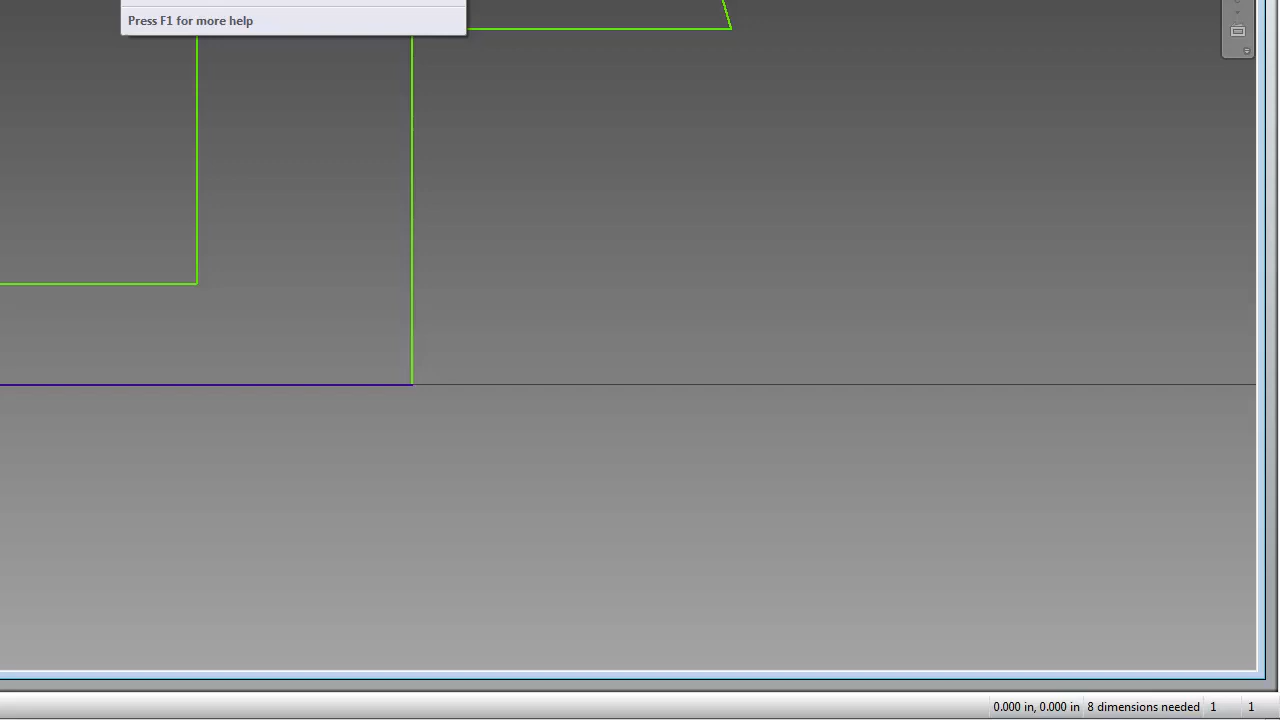 Press F1 for more help
0.000 in, 0.000 in 8 dimensions needed 1 1